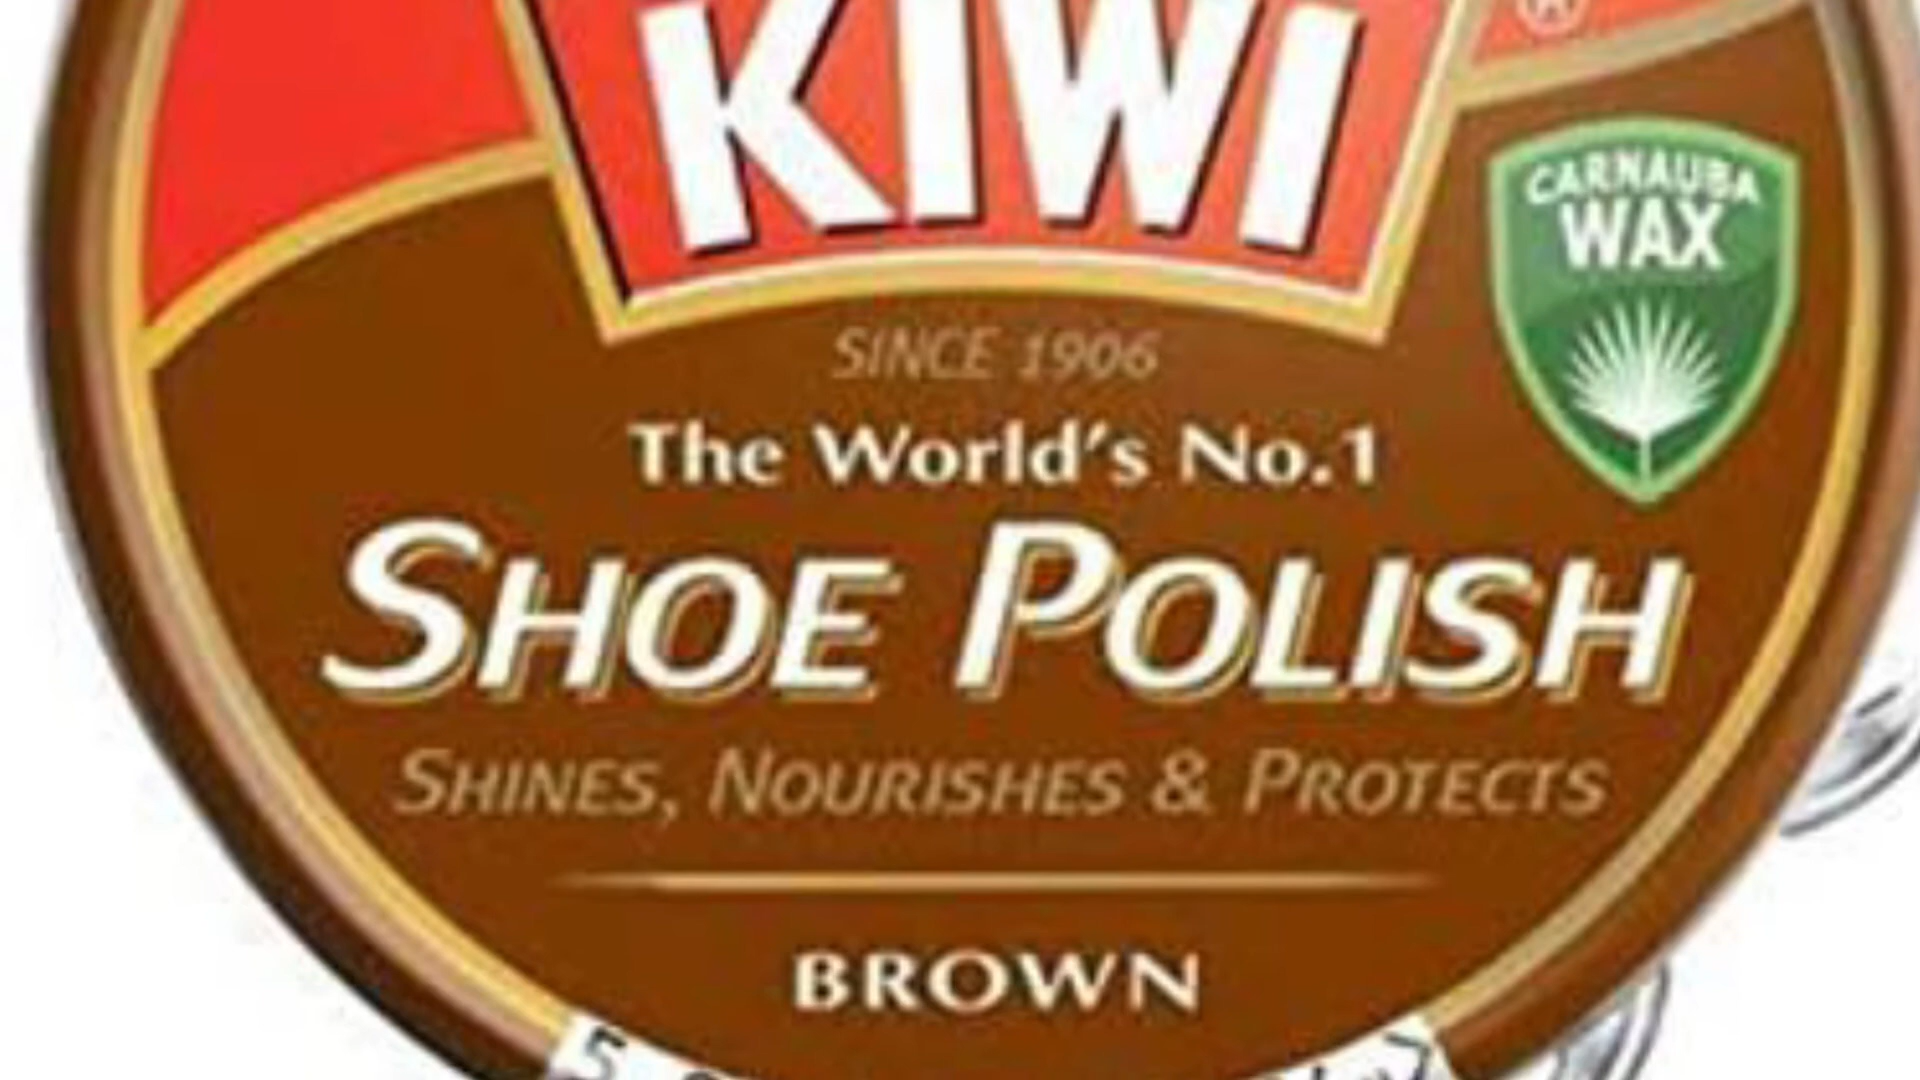 KIWI
®
CARNAUBA
WAX
SINCE 1906
The World's No.1
SHOE POLISH
SHINES, NOURISHES & PROTECTS
BROWN